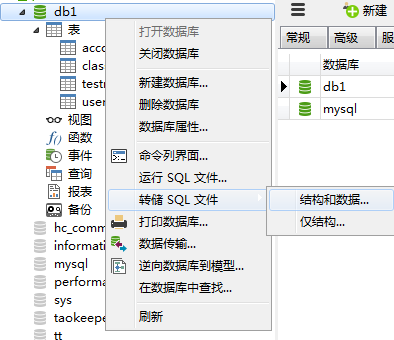 db1
表
acco
class
testn
user
视图
函数
事件
查询
报表
备份
hc_comm
informat
mysql
performa
sys
taokeepe
tt
打开数据库
关闭数据库
新建数据库...
删除数据库
数据库属性...
命令列界面...
运行 SQL 文件...
转储 SQL 文件
打印数据库...
数据传输...
逆向数据库到模型...
在数据库中查找...
刷新
结构和数据...
仅结构...
新建
常规 高级 服
数据库
db1
mysql